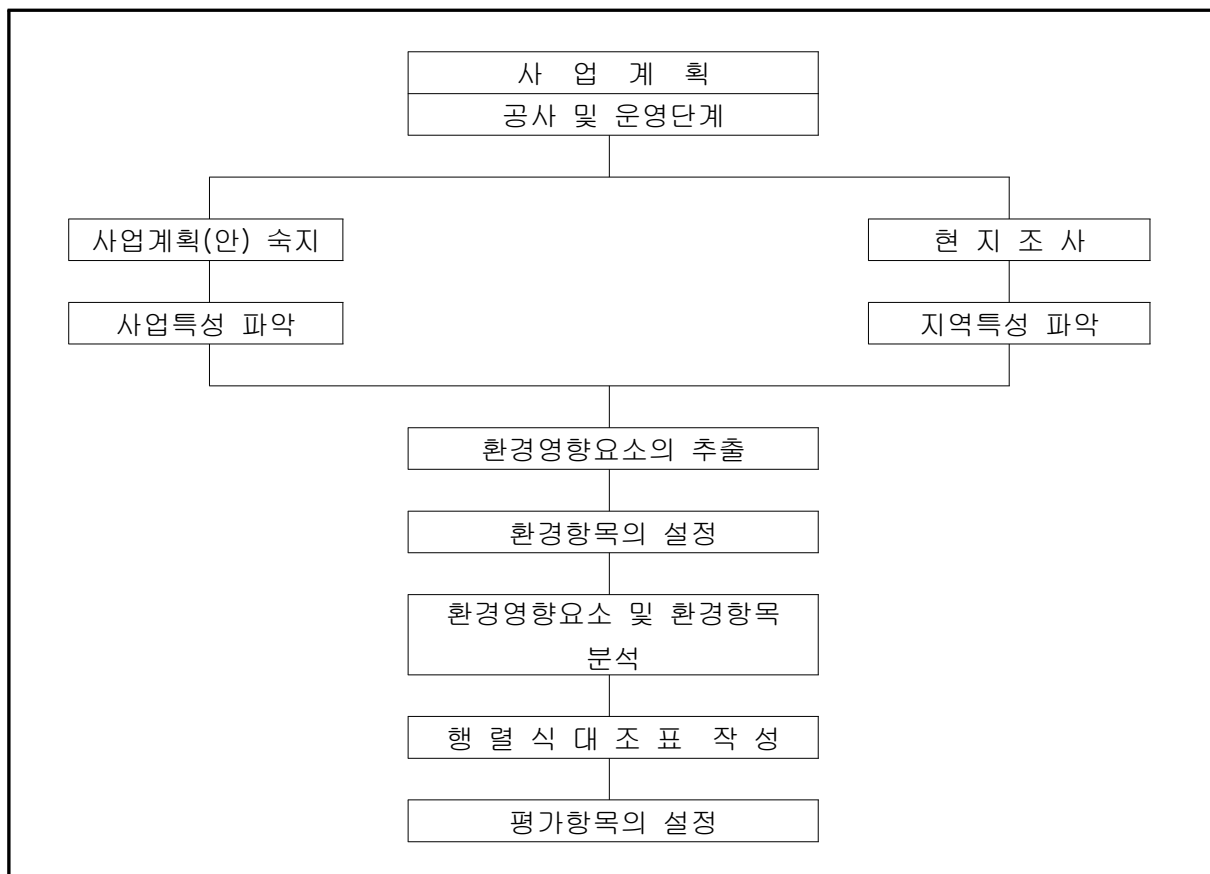 사 업 계 획
공사 및 운영단계
사업계획(안) 숙지
현 지 조 사
사업특성 파악
지역특성 파악
환경영향요소의 추출
환경항목의 설정
환경영향요소 및 환경항목
분석
행 렬 식 대 조 표 작 성
평가항목의 설정